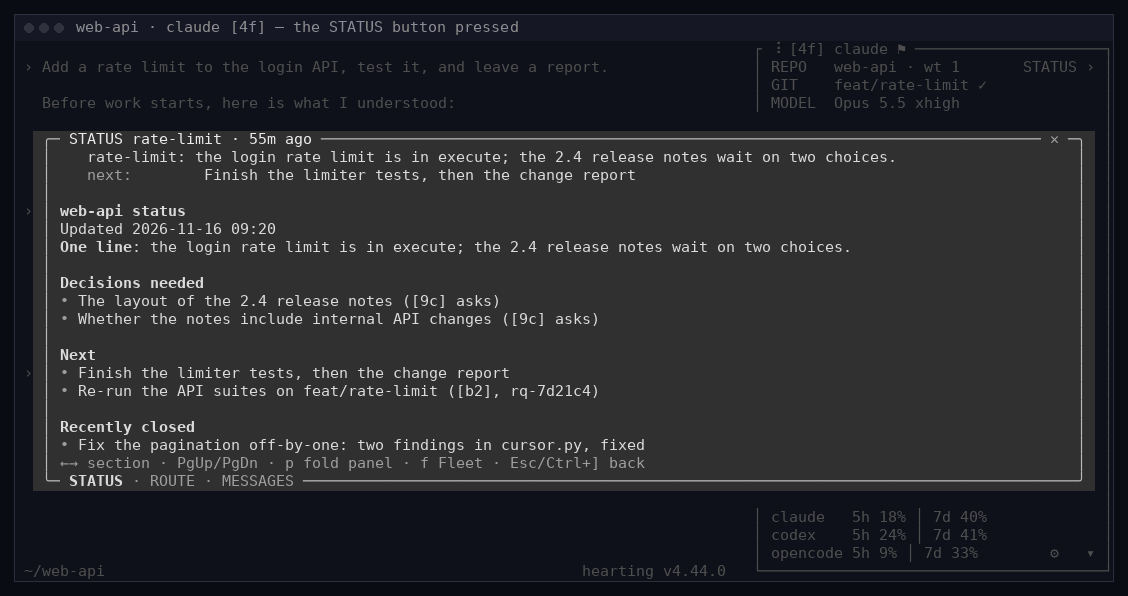 web-api · claude [4f] — the STATUS button pressed
⠸ [4f] claude ⚑
› Add a rate limit to the login API, test it, and leave a report.
REPO web-api · wt 1 STATUS ›
GIT feat/rate-limit ✓
Before work starts, here is what I understood:
MODEL Opus 5.5 xhigh
STATUS rate-limit · 55m ago ✕
rate-limit: the login rate limit is in execute; the 2.4 release notes wait on two choices.
next: Finish the limiter tests, then the change report
› web-api status
Updated 2026-11-16 09:20
One line: the login rate limit is in execute; the 2.4 release notes wait on two choices.
Decisions needed
• The layout of the 2.4 release notes ([9c] asks)
• Whether the notes include internal API changes ([9c] asks)
Next
› • Finish the limiter tests, then the change report
• Re-run the API suites on feat/rate-limit ([b2], rq-7d21c4)
Recently closed
• Fix the pagination off-by-one: two findings in cursor.py, fixed
←→ section · PgUp/PgDn · p fold panel · f Fleet · Esc/Ctrl+] back
STATUS · ROUTE · MESSAGES
claude 5h 18% │ 7d 40%
codex 5h 24% │ 7d 41%
opencode 5h 9% │ 7d 33% ⚙ ▾
~/web-api hearting v4.44.0